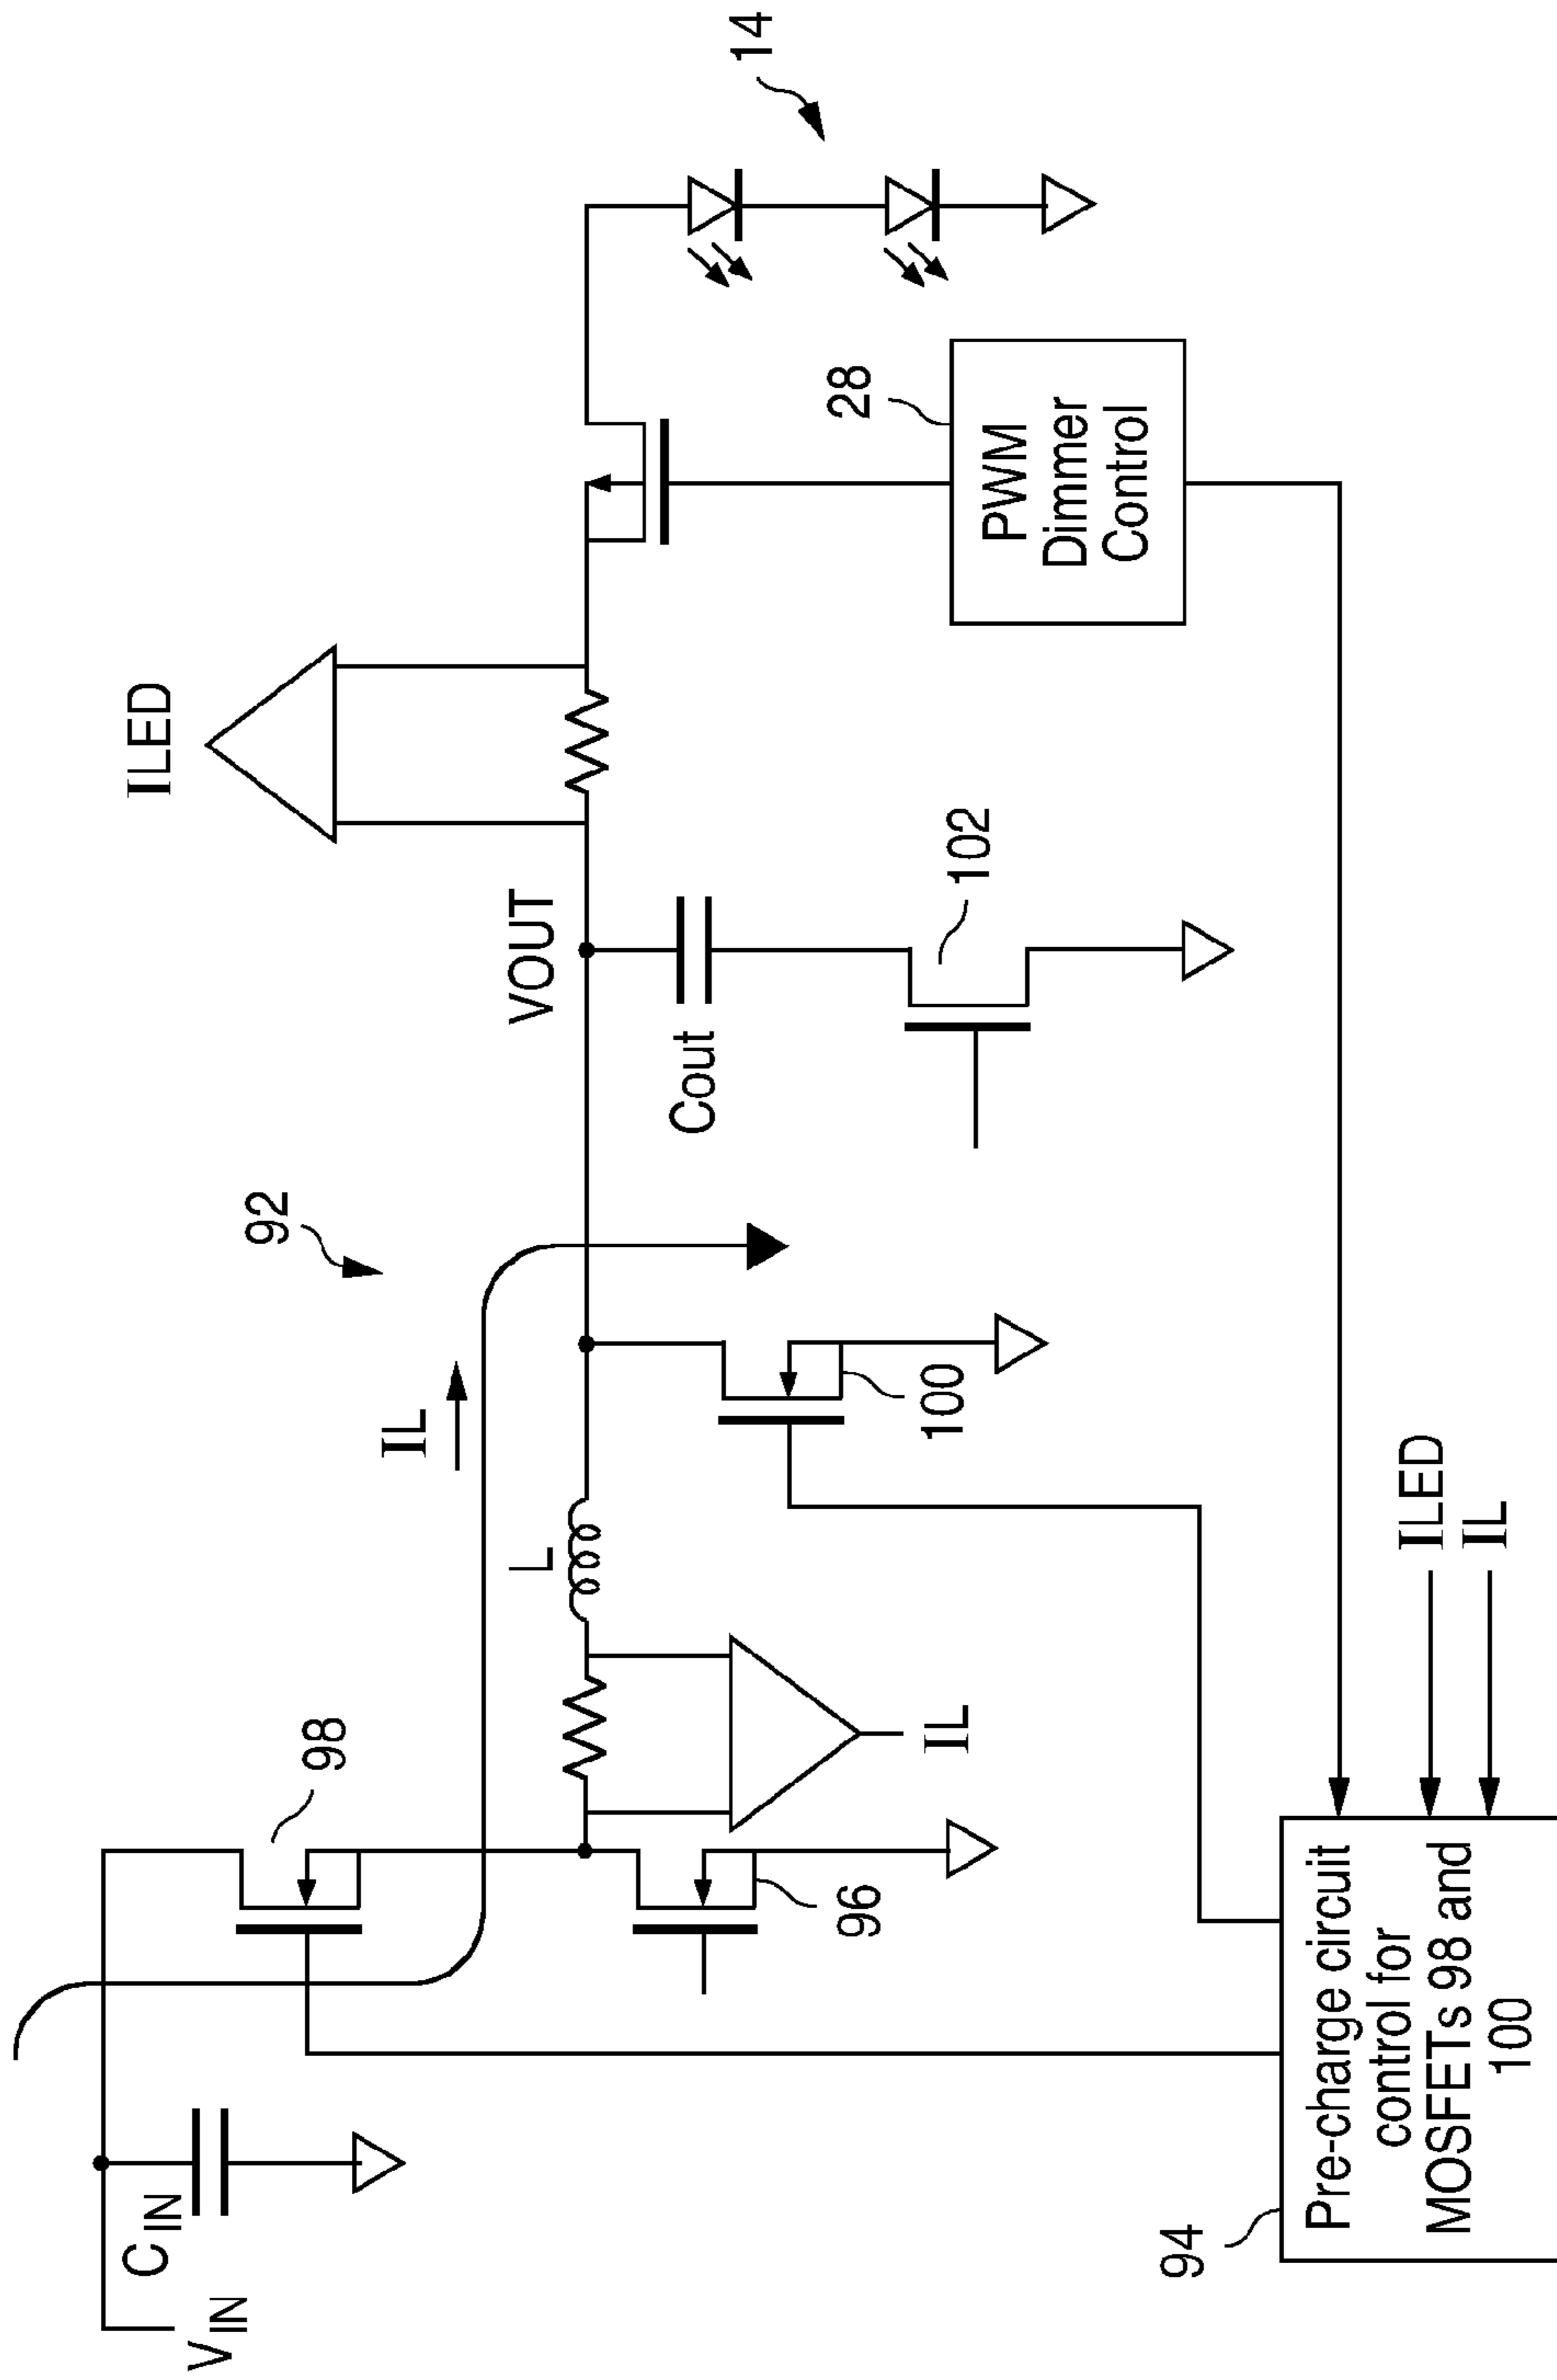 VIN
CIN
98
IL
92
ILED
14
L
VOUT
IL
96
100
Cout
102
28
PWM
Dimmer
Control
94
Pre-charge circuit
control for
MOSFETs 98 and
100
ILED
IL